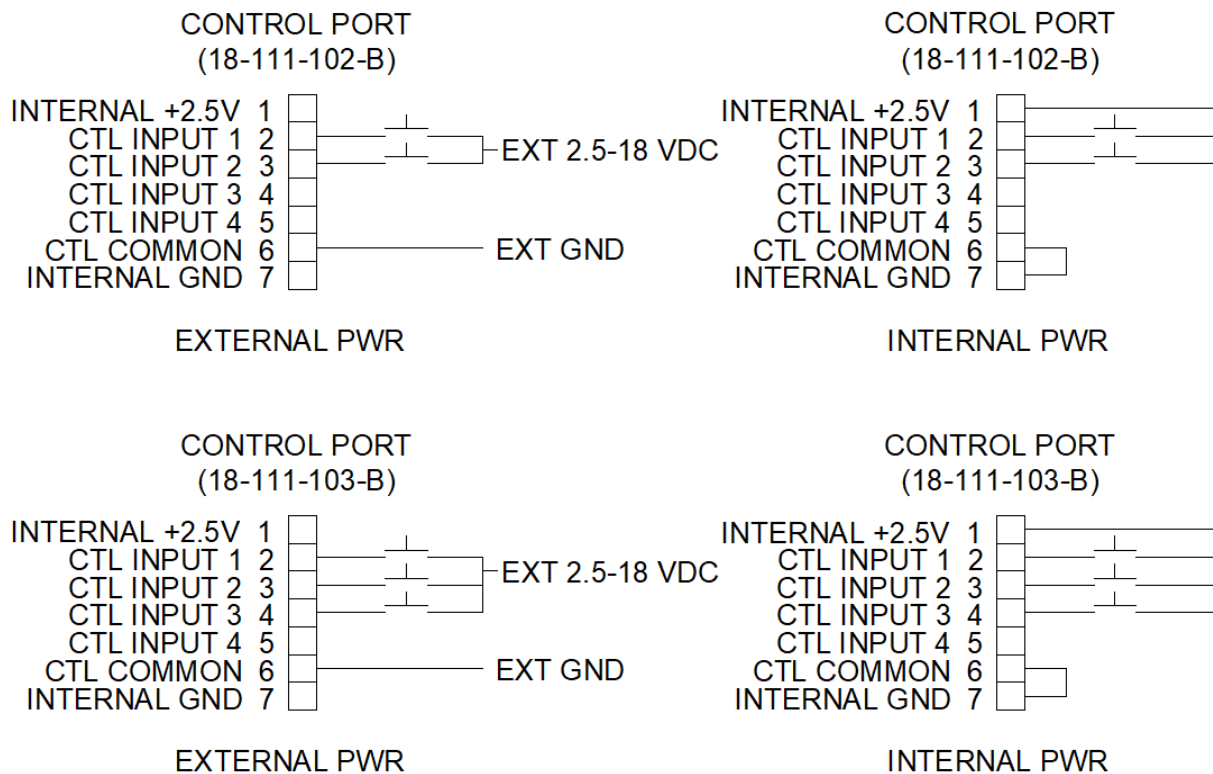 CONTROL PORT
(18-111-102-B)
INTERNAL +2.5V 1
CTL INPUT 1 2
CTL INPUT 2 3
EXT 2.5-18 VDC
CTL INPUT 3 4
CTL INPUT 4 5
CTL COMMON 6
EXT GND
INTERNAL GND 7
EXTERNAL PWR
CONTROL PORT
(18-111-102-B)
INTERNAL +2.5V 1
CTL INPUT 1 2
CTL INPUT 2 3
CTL INPUT 3 4
CTL INPUT 4 5
CTL COMMON 6
INTERNAL GND 7
INTERNAL PWR
CONTROL PORT
(18-111-103-B)
INTERNAL +2.5V 1
CTL INPUT 1 2
EXT 2.5-18 VDC
CTL INPUT 2 3
CTL INPUT 3 4
CTL INPUT 4 5
CTL COMMON 6
EXT GND
INTERNAL GND 7
EXTERNAL PWR
CONTROL PORT
(18-111-103-B)
INTERNAL +2.5V 1
CTL INPUT 1 2
CTL INPUT 2 3
CTL INPUT 3 4
CTL INPUT 4 5
CTL COMMON 6
INTERNAL GND 7
INTERNAL PWR